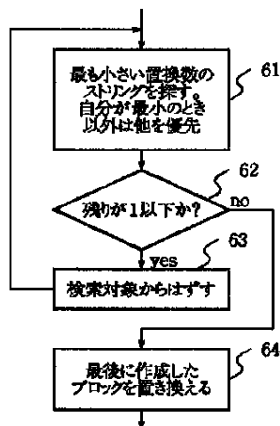 最も小さい置換数の
ストリングを探す。
自分が最小のとき
以外は他を優先
61
62
残りが1以下か?
no
yes
63
検索対象からはずす
64
最後に作成した
ブロッグを置き換える